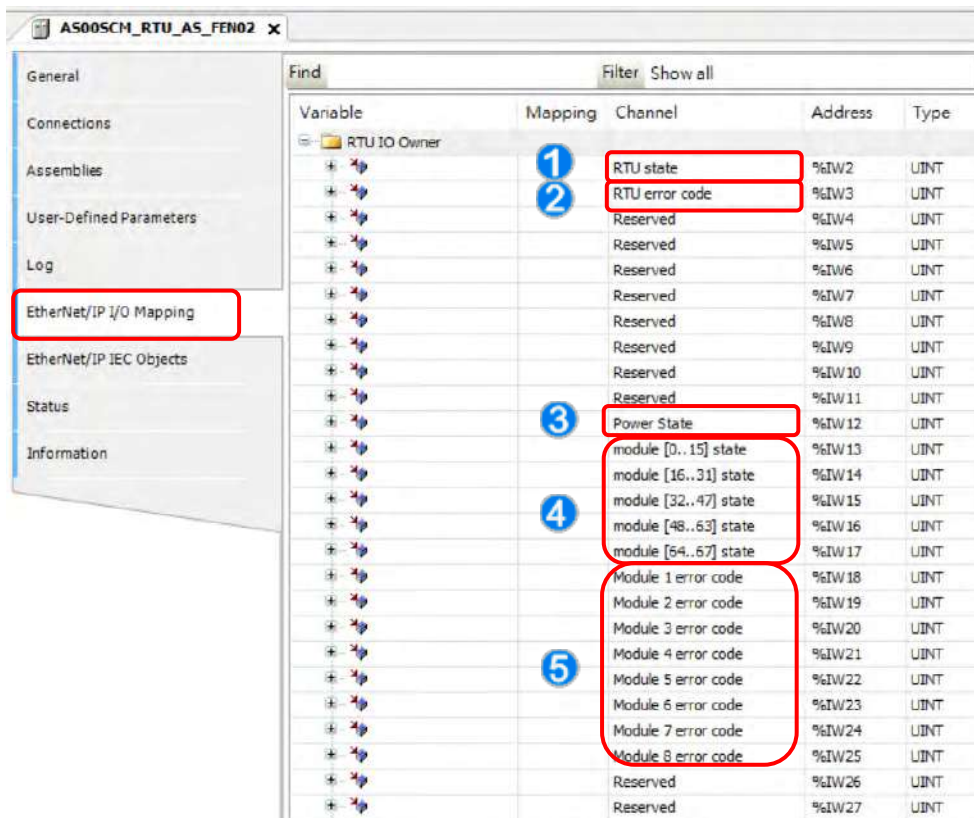 AS00SCM_RTU_AS_FEN02 x
General
Connections
Assemblies
User-Defined Parameters
Log
EtherNet/IP I/O Mapping
EtherNet/IP IEC Objects
Status
Information
Find Filter Show all
Variable Mapping Channel Address Type
RTU IO Owner
1 RTU state %IW2 UINT
2 RTU error code %IW3 UINT
Reserved %IW4 UINT
Reserved %IW5 UINT
Reserved %IW6 UINT
Reserved %IW7 UINT
Reserved %IW8 UINT
Reserved %IW9 UINT
Reserved %IW10 UINT
Reserved %IW11 UINT
3 Power State %IW12 UINT
module [0..15] state %IW13 UINT
module [16..31] state %IW14 UINT
4 module [32..47] state %IW15 UINT
module [48..63] state %IW16 UINT
module [64..67] state %IW17 UINT
Module 1 error code %IW18 UINT
Module 2 error code %IW19 UINT
Module 3 error code %IW20 UINT
Module 4 error code %IW21 UINT
5 Module 5 error code %IW22 UINT
Module 6 error code %IW23 UINT
Module 7 error code %IW24 UINT
Module 8 error code %IW25 UINT
Reserved %IW26 UINT
Reserved %IW27 UINT